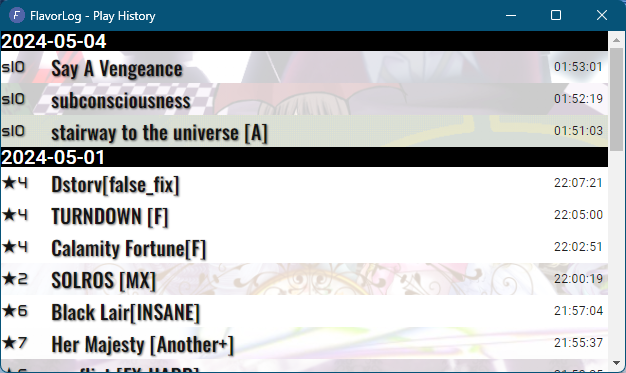 FlavorLog - Play History
2024-05-04
sl0 Say A Vengeance 01:53:01
sl0 subconsciousness 01:52:19
sl0 stairway to the universe [A] 01:51:03
2024-05-01
★4 Dstorv[false_fix] 22:07:21
★4 TURNDOWN [F] 22:05:00
★4 Calamity Fortune[F] 22:02:51
★2 SOLROS [MX] 22:00:19
★6 Black Lair[INSANE] 21:57:04
★7 Her Majesty [Another+] 21:55:37